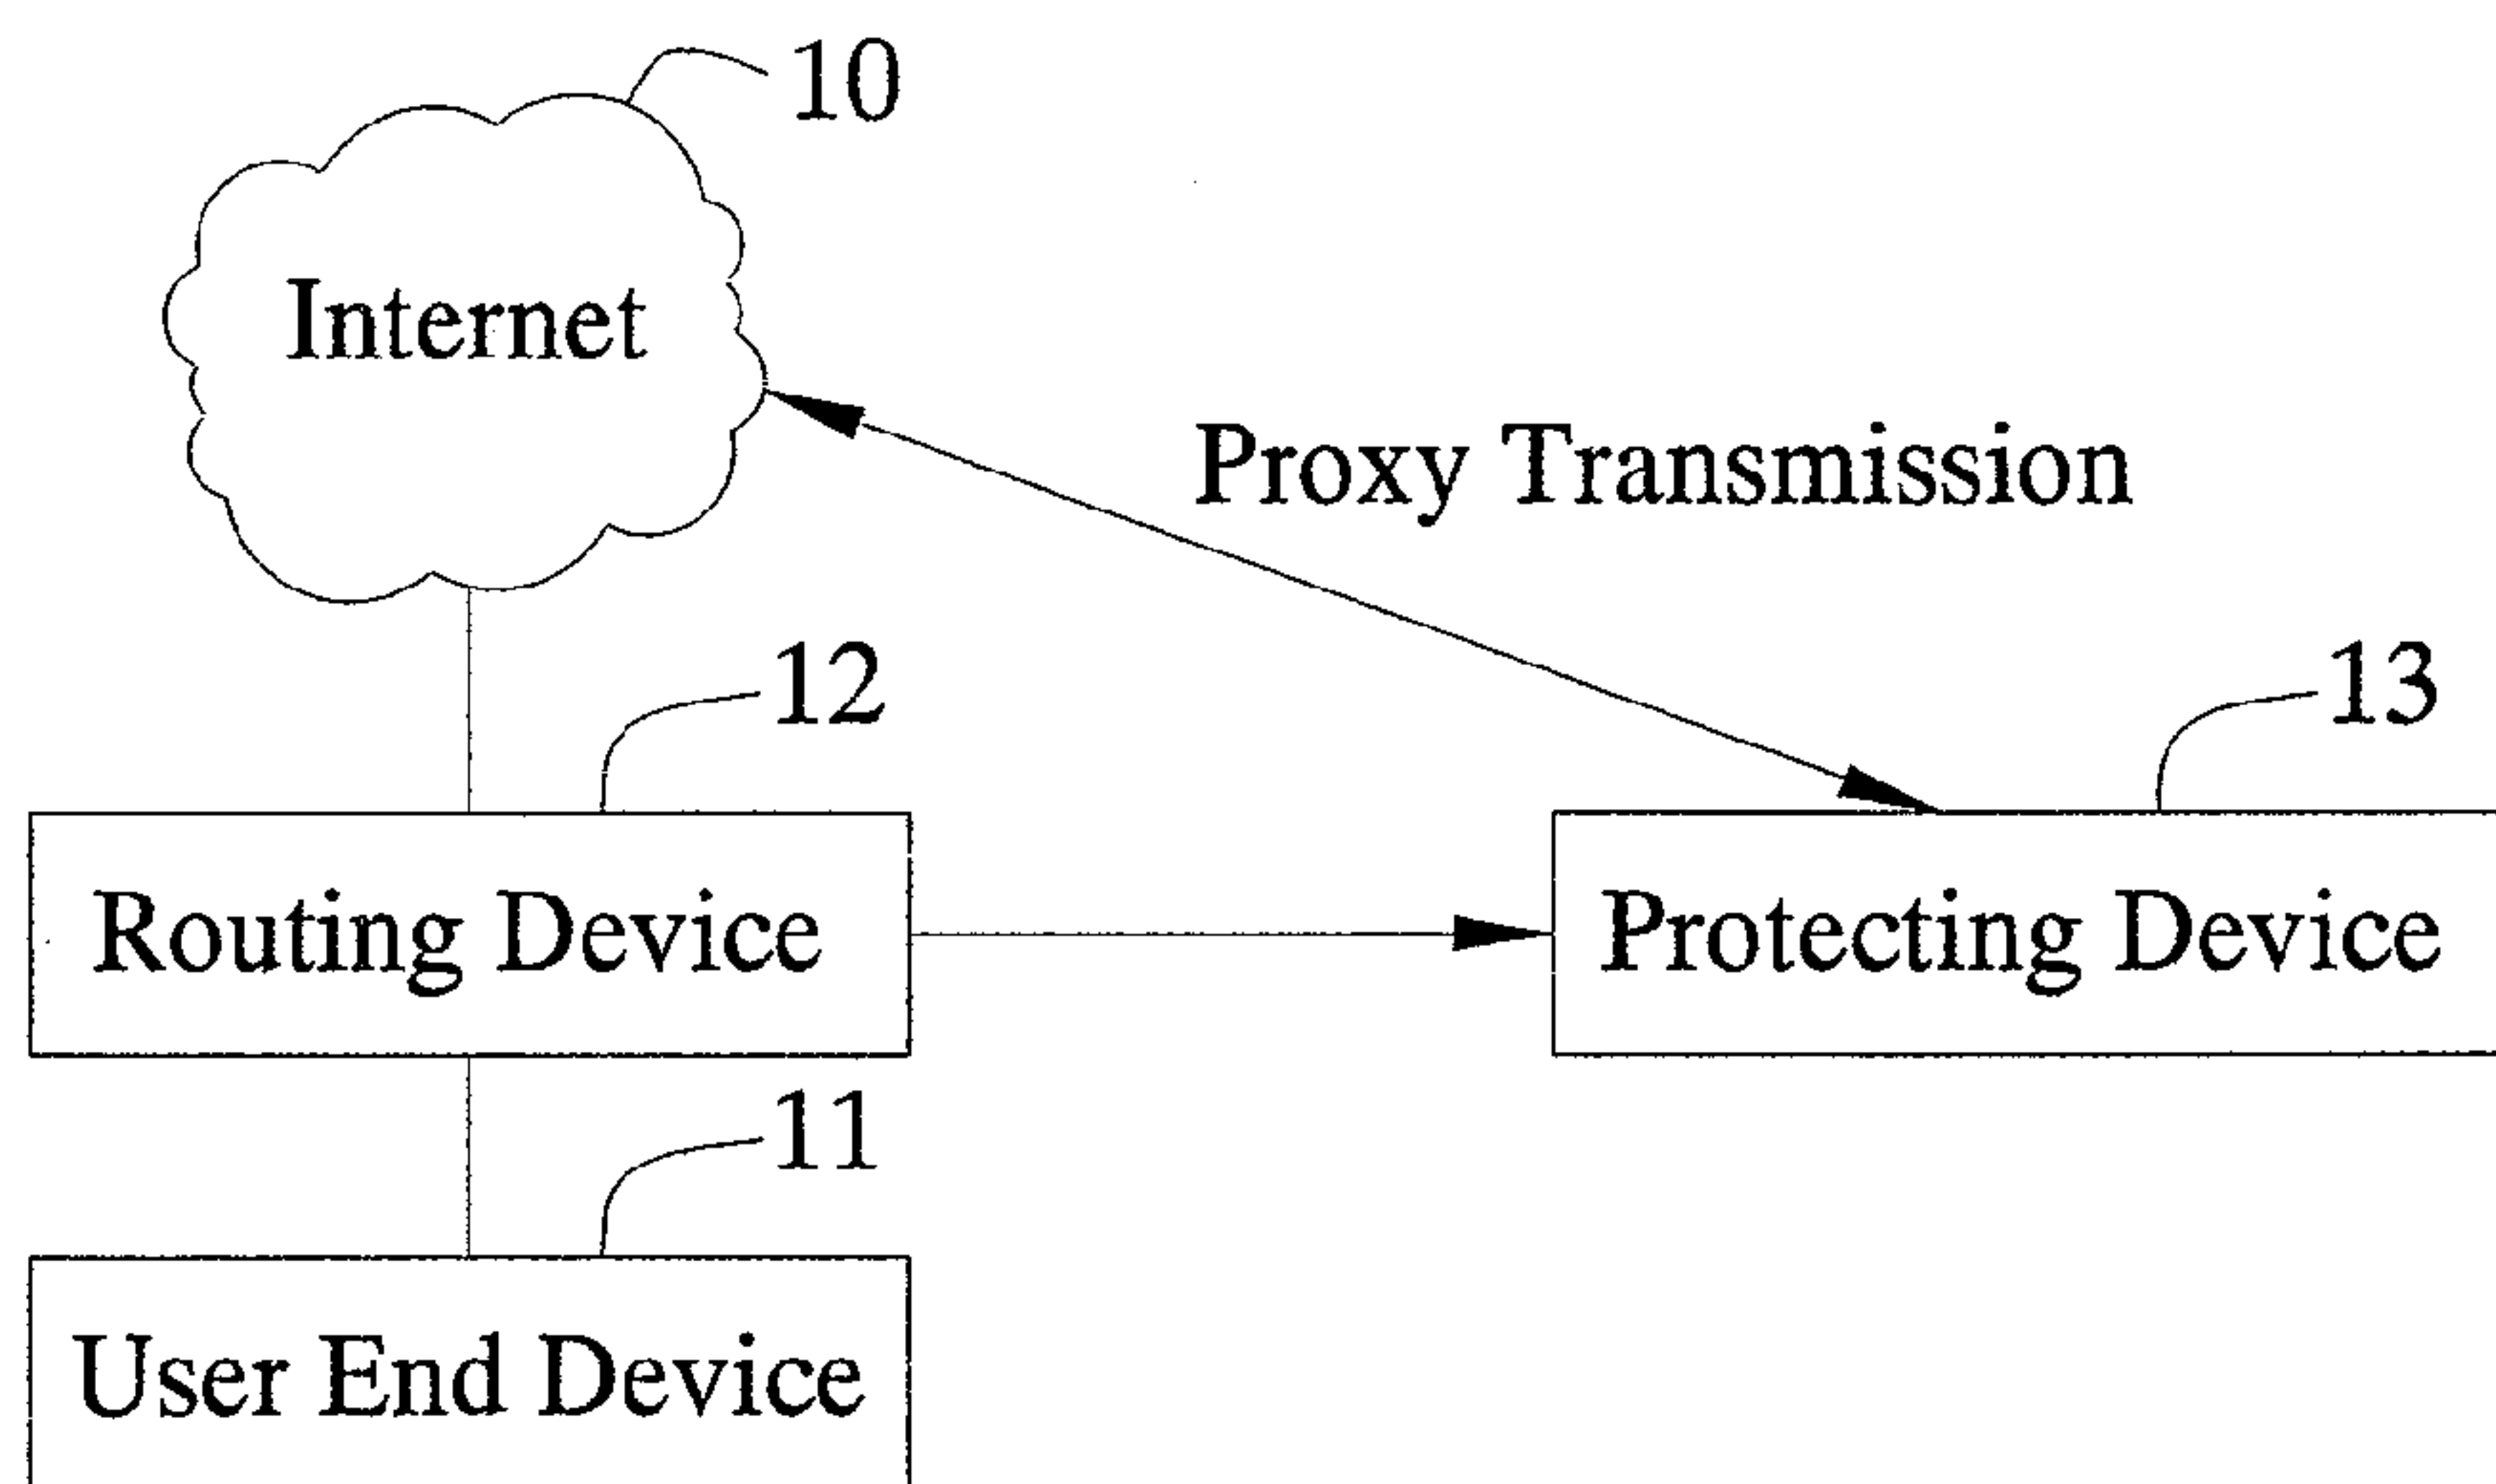 10
Internet
Proxy Transmission
12
13
Routing Device
Protecting Device
11
User End Device